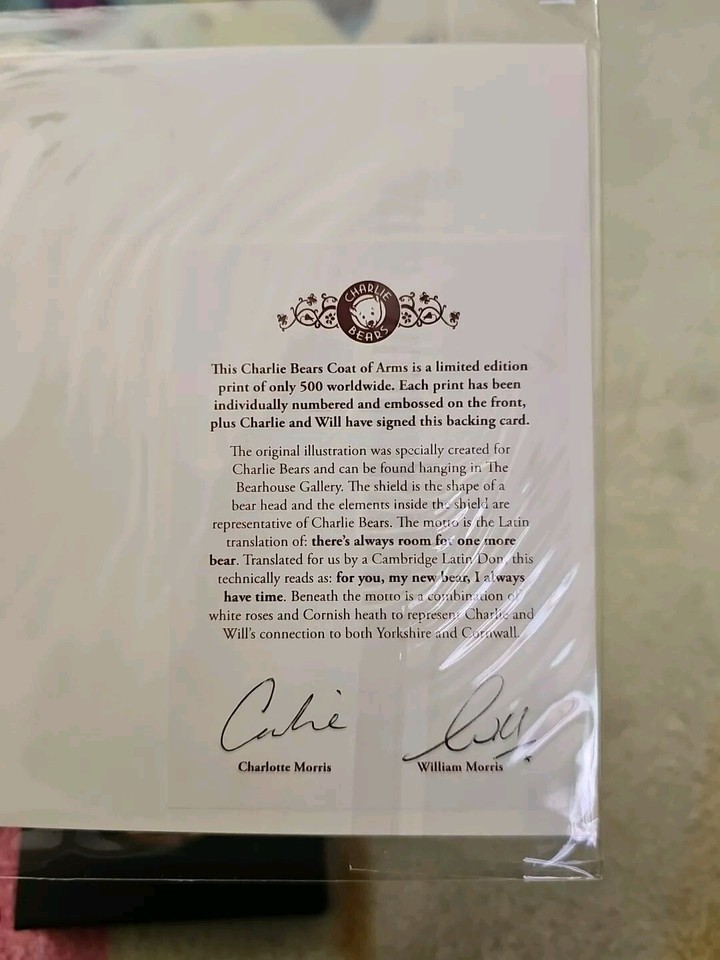 CHARLIE
BEARS
This Charlie Bears Coat of Arms is a limited edition
print of only 500 worldwide. Each print has been
individually numbered and embossed on the front,
plus Charlie and Will have signed this backing card.
The original illustration was specially created for
Charlie Bears and can be found hanging in The
Bearhouse Gallery. The shield is the shape of a
bear head and the elements inside the shield are
representative of Charlie Bears. The motto is the Latin
translation of: there's always room for one more
bear. Translated for us by a Cambridge Latin Don, this
technically reads as: for you, my new bear, I always
have time. Beneath the motto is a combination of
white roses and Cornish heath to represent Charlie and
Will's connection to both Yorkshire and Cornwall.
Charlie Will
Charlotte Morris William Morris